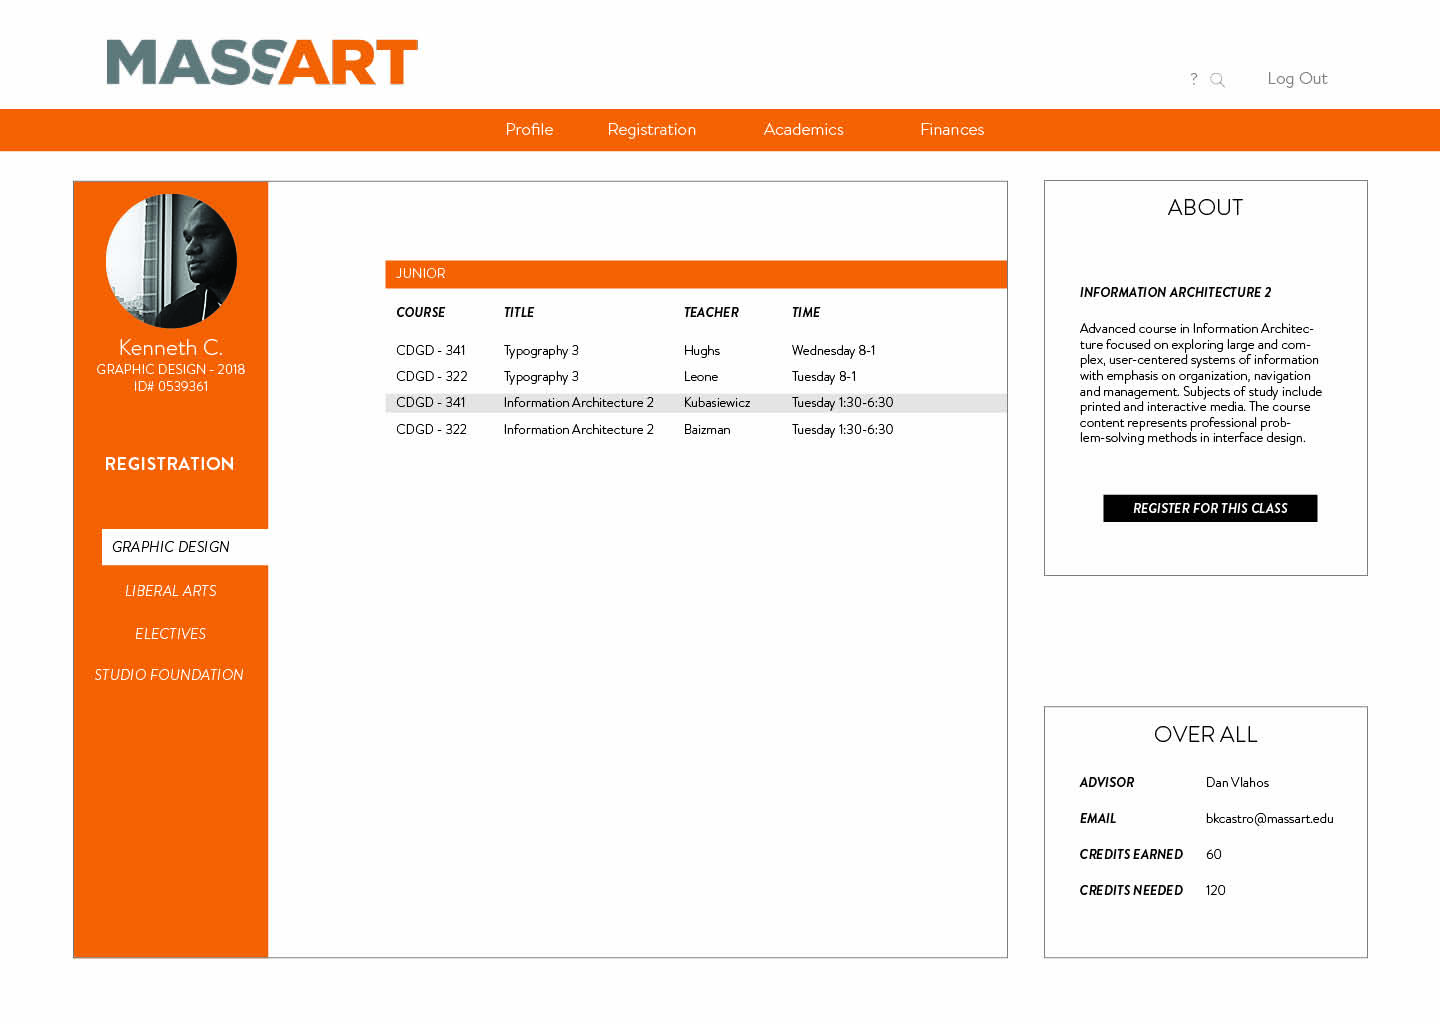 MASSART
? Log Out
Profile Registration Academics Finances
Kenneth C.
GRAPHIC DESIGN - 2018
ID# 0539361
REGISTRATION
GRAPHIC DESIGN
LIBERAL ARTS
ELECTIVES
STUDIO FOUNDATION
JUNIOR
COURSE TITLE TEACHER TIME
CDGD - 341 Typography 3 Hughs Wednesday 8-1
CDGD - 322 Typography 3 Leone Tuesday 8-1
CDGD - 341 Information Architecture 2 Kubasiewicz Tuesday 1:30-6:30
CDGD - 322 Information Architecture 2 Baizman Tuesday 1:30-6:30
ABOUT
INFORMATION ARCHITECTURE 2
Advanced course in Information Architec-
ture focused on exploring large and com-
plex, user-centered systems of information
with emphasis on organization, navigation
and management. Subjects of study include
printed and interactive media. The course
content represents professional prob-
lem-solving methods in interface design.
REGISTER FOR THIS CLASS
OVER ALL
ADVISOR Dan Vlahos
EMAIL bkcastro@massart.edu
CREDITS EARNED 60
CREDITS NEEDED 120